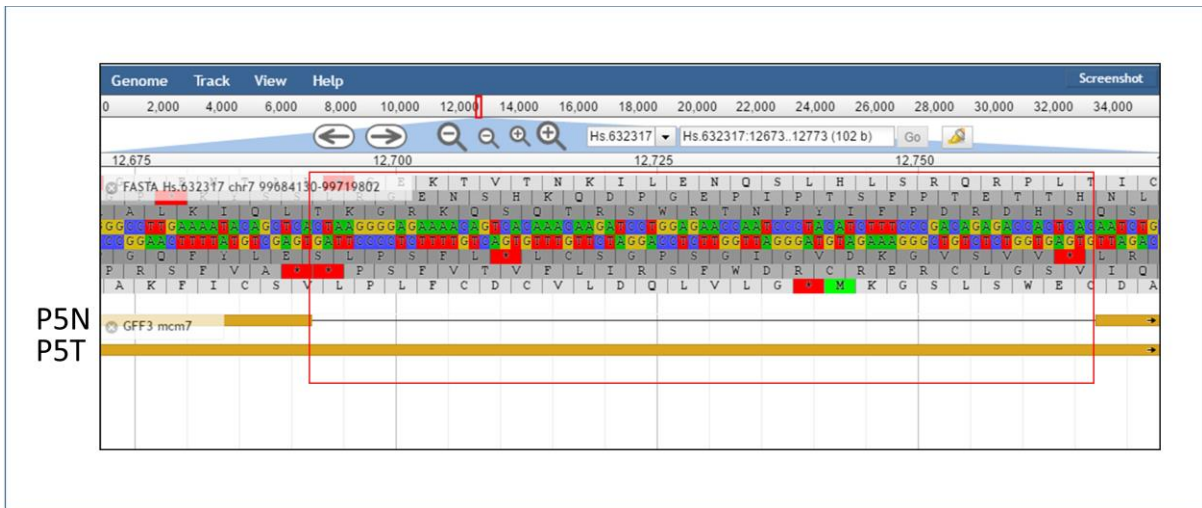 Genome Track View Help Screenshot
0 2,000 4,000 6,000 8,000 10,000 12,000 14,000 16,000 18,000 20,000 22,000 24,000 26,000 28,000 30,000 32,000 34,000
Hs.632317 Hs.632317:12673..12773 (102 b) Go
12,675 12,700 12,725 12,750
FASTA Hs.632317 chr7 99684130-99719802
E K T V T N K I L E N Q S L H L S R Q R P L T I C
E N S H K Q D P G E P I P T S F P T E T T H N L
A L K I Q L T K G R K Q S Q T R S W R T N P Y I F P D R D H S Q S
G Q F Y L E S L P S F L * L C S G P S G I G V D K G V S V V * L R
P R S F V A * * P S F V T V F L I R S F W D R C R E R C L G S V I Q
A K F I C S V L P L F C D C V L D Q L V L G * M K G S L S W E C D A
P5N GFF3 mcm7
P5T